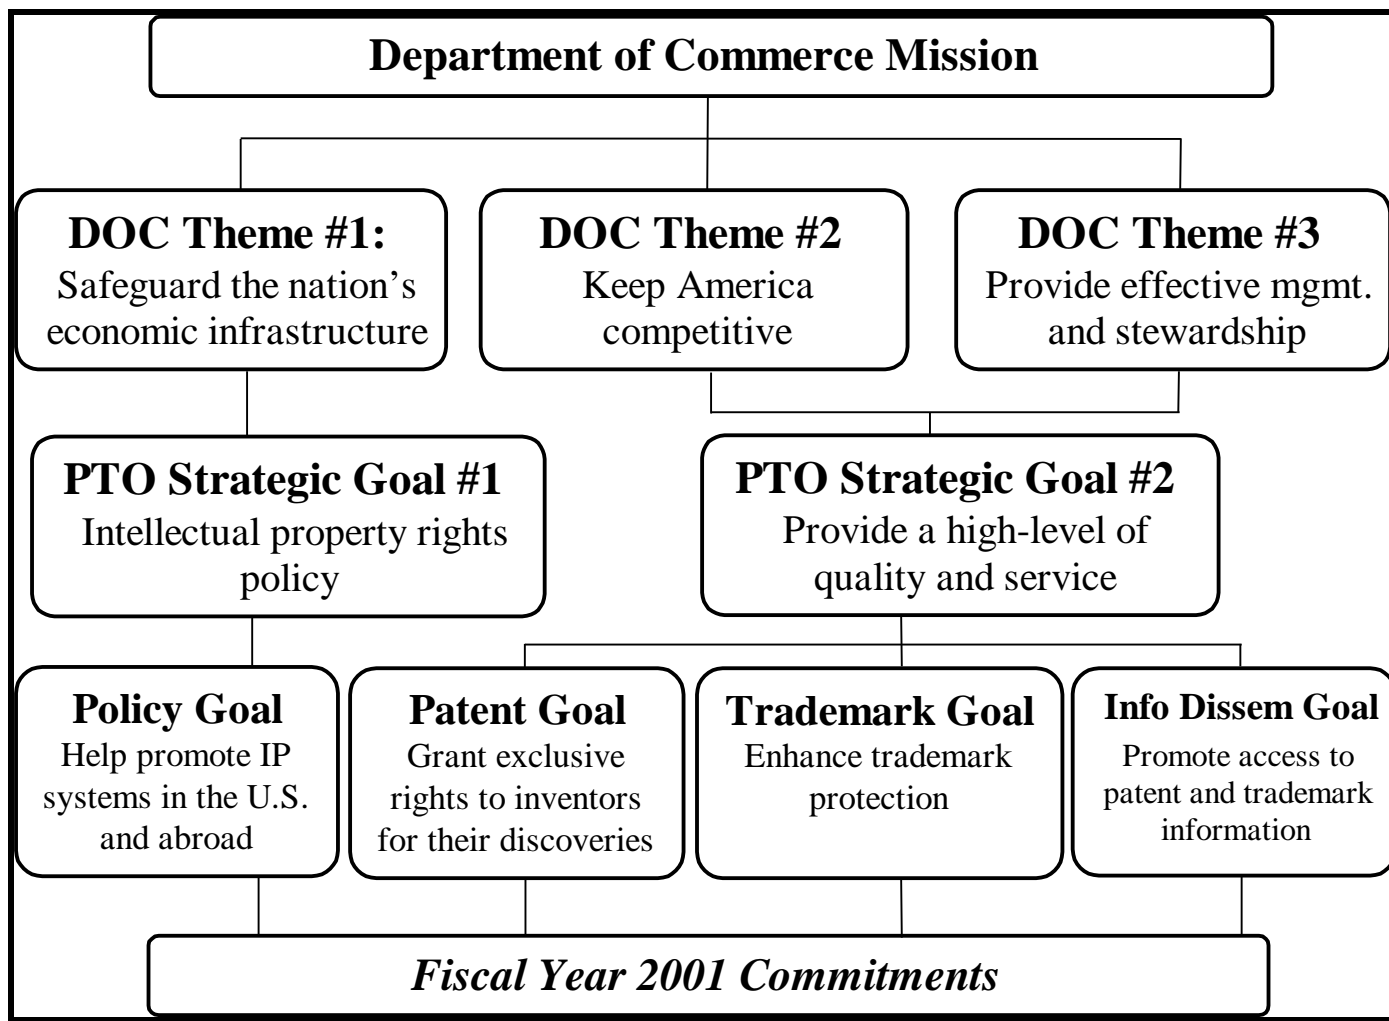 Department of Commerce Mission
DOC Theme #1:
Safeguard the nation’s
economic infrastructure
DOC Theme #2
Keep America
competitive
DOC Theme #3
Provide effective mgmt.
and stewardship
PTO Strategic Goal #1
Intellectual property rights
policy
PTO Strategic Goal #2
Provide a high-level of
quality and service
Policy Goal
Help promote IP
systems in the U.S.
and abroad
Patent Goal
Grant exclusive
rights to inventors
for their discoveries
Trademark Goal
Enhance trademark
protection
Info Dissem Goal
Promote access to
patent and trademark
information
Fiscal Year 2001 Commitments